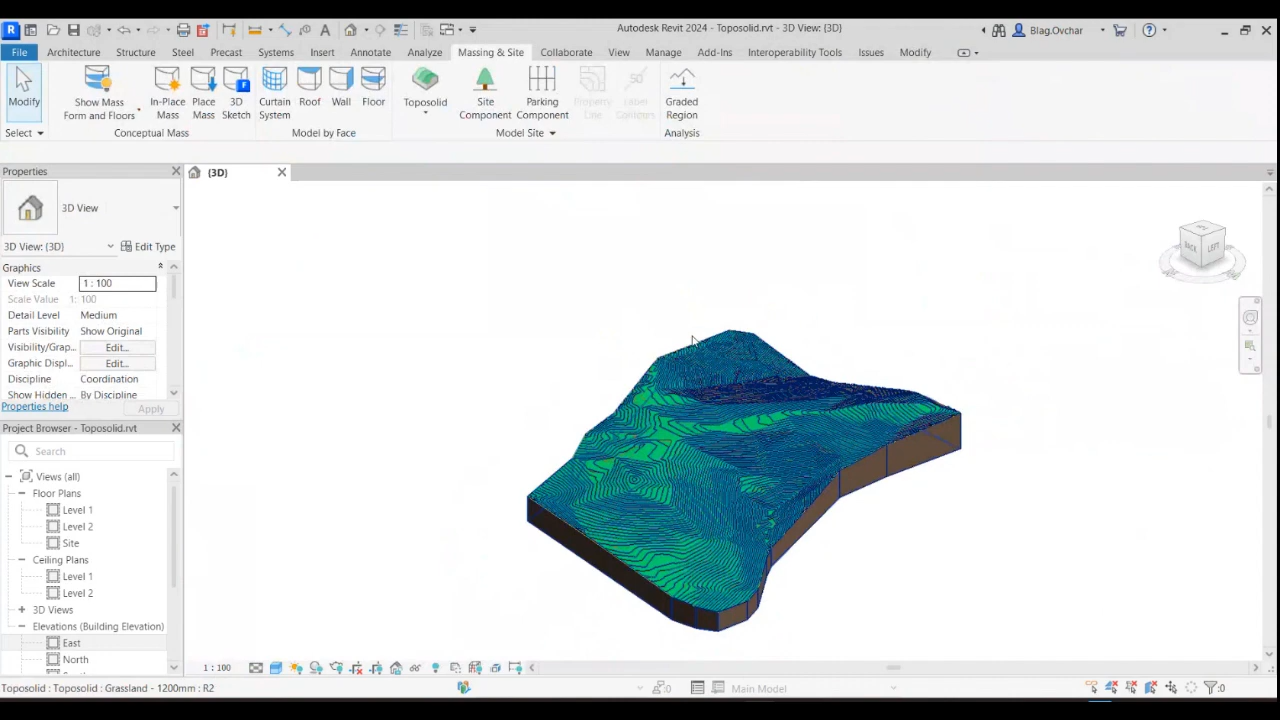 Autodesk Revit 2024 - Toposolid.rvt - 3D View: {3D}
Blag.Ovchar
File Architecture Structure Steel Precast Systems Insert Annotate Analyze Massing & Site Collaborate View Manage Add-Ins Interoperability Tools Issues Modify
Modify
Show Mass
Form and Floors
In-Place
Mass
Place
Mass
3D
Sketch
Curtain
System
Roof
Wall
Floor
Toposolid
Site
Component
Parking
Component
Property
Line
Label
Contours
Graded
Region
Select
Conceptual Mass
Model by Face
Model Site
Analysis
Properties
(3D)
3D View
3D View: {3D}
Edit Type
Graphics
View Scale 1 : 100
Scale Value 1: 100
Detail Level Medium
Parts Visibility Show Original
Visibility/Grap... Edit...
Graphic Displ... Edit...
Discipline Coordination
Show Hidden By Discipline
Properties help
Apply
Project Browser - Toposolid.rvt
Search
Views (all)
Floor Plans
Level 1
Level 2
Site
Ceiling Plans
Level 1
Level 2
3D Views
Elevations (Building Elevation)
East
North
BACK
LEFT
1 : 100
Toposolid : Toposolid : Grassland - 1200mm : R2
:0
Main Model
:0